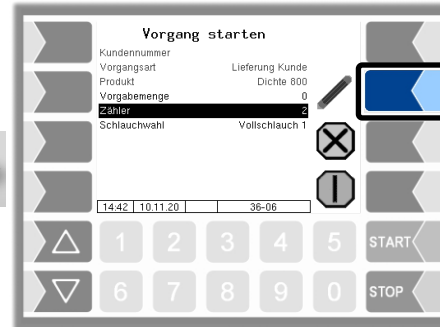 Vorgang starten
Kundennummer
Vorgangsart Lieferung Kunde
Produkt Dichte 800
Vorgabemenge 0
Zähler 2
Schlauchwahl Vollschlauch 1
14:42 10.11.20 36-06
1 2 3 4 5 START
6 7 8 9 0 STOP